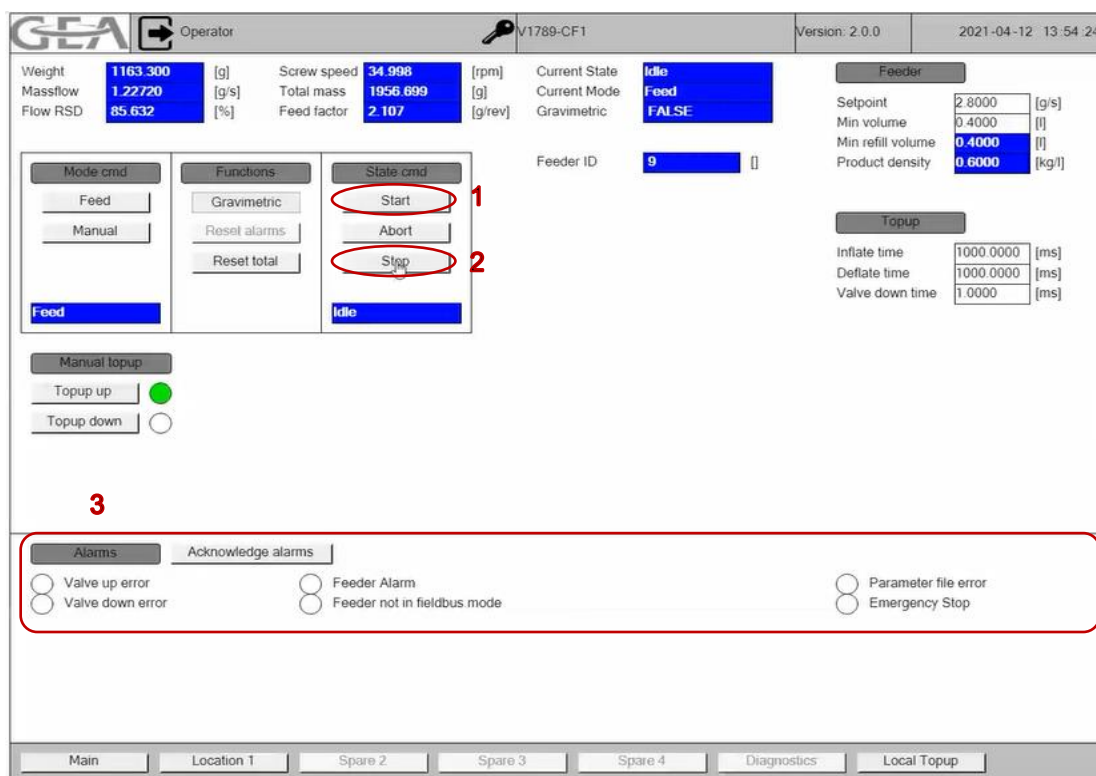 GEA Operator V1789-CF1 Version: 2.0.0 2021-04-12 13:54:24
Weight 1163.300 [g] Screw speed 34.998 [rpm] Current State Idle Feeder
Massflow 1.22720 [g/s] Total mass 1956.699 [g] Current Mode Feed Setpoint 2.8000 [g/s]
Flow RSD 85.632 [%] Feed factor 2.107 [g/rev] Gravimetric FALSE Min volume 0.4000 [l]
Min refill volume 0.4000 [l]
Feeder ID 9 [] Product density 0.6000 [kg/l]
Mode cmd Functions State cmd
Feed Gravimetric Start 1
Manual Reset alarms Abort Topup
Reset total Stop 2 Inflate time 1000.0000 [ms]
Deflate time 1000.0000 [ms]
Valve down time 1.0000 [ms]
Feed Idle
Manual topup
Topup up
Topup down
3
Alarms Acknowledge alarms
Valve up error Feeder Alarm Parameter file error
Valve down error Feeder not in fieldbus mode Emergency Stop
Main Location 1 Spare 2 Spare 3 Spare 4 Diagnostics Local Topup